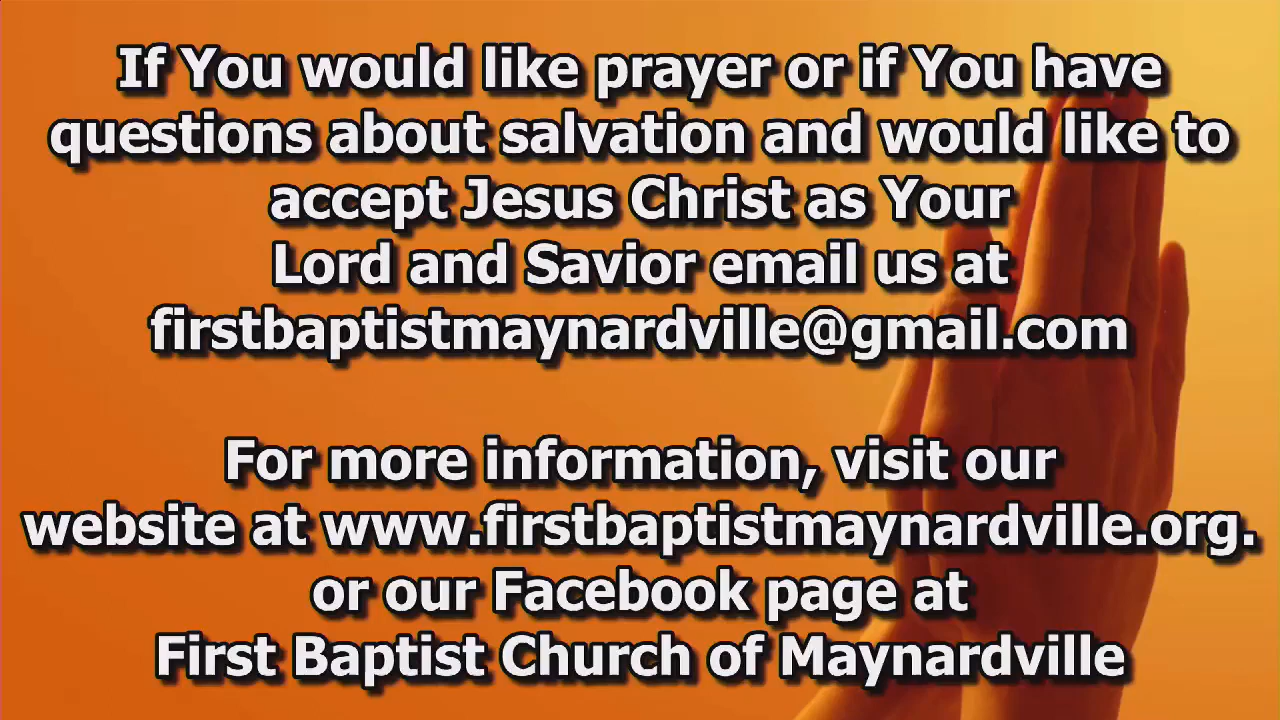 If You would like prayer or if You have
questions about salvation and would like to
accept Jesus Christ as Your
Lord and Savior email us at
firstbaptistmaynardville@gmail.com
For more information, visit our
website at www.firstbaptistmaynardville.org.
or our Facebook page at
First Baptist Church of Maynardville